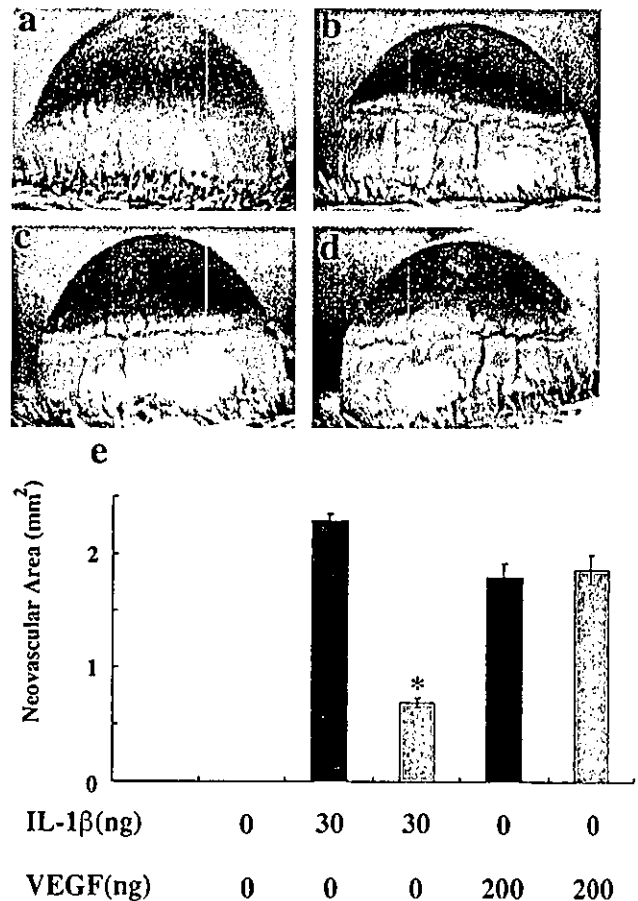 a b
c d
e
Neovascular Area (mm²)
2
1
0
*
IL-1β(ng) 0 30 30 0 0
VEGF(ng) 0 0 0 200 200